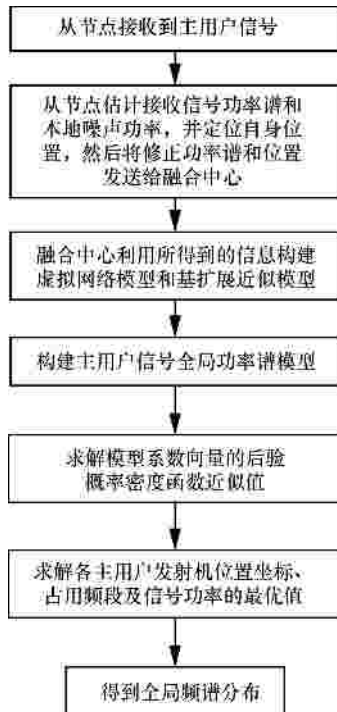 从节点接收到主用户信号
从节点估计接收信号功率谱和
本地噪声功率，并定位自身位
置，然后将修正功率谱和位置
发送给融合中心
融合中心利用所得到的信息构建
虚拟网络模型和基扩展近似模型
构建主用户信号全局功率谱模型
求解模型系数向量的后验
概率密度函数近似值
求解各主用户发射机位置坐标、
占用频段及信号功率的最优值
得到全局频谱分布